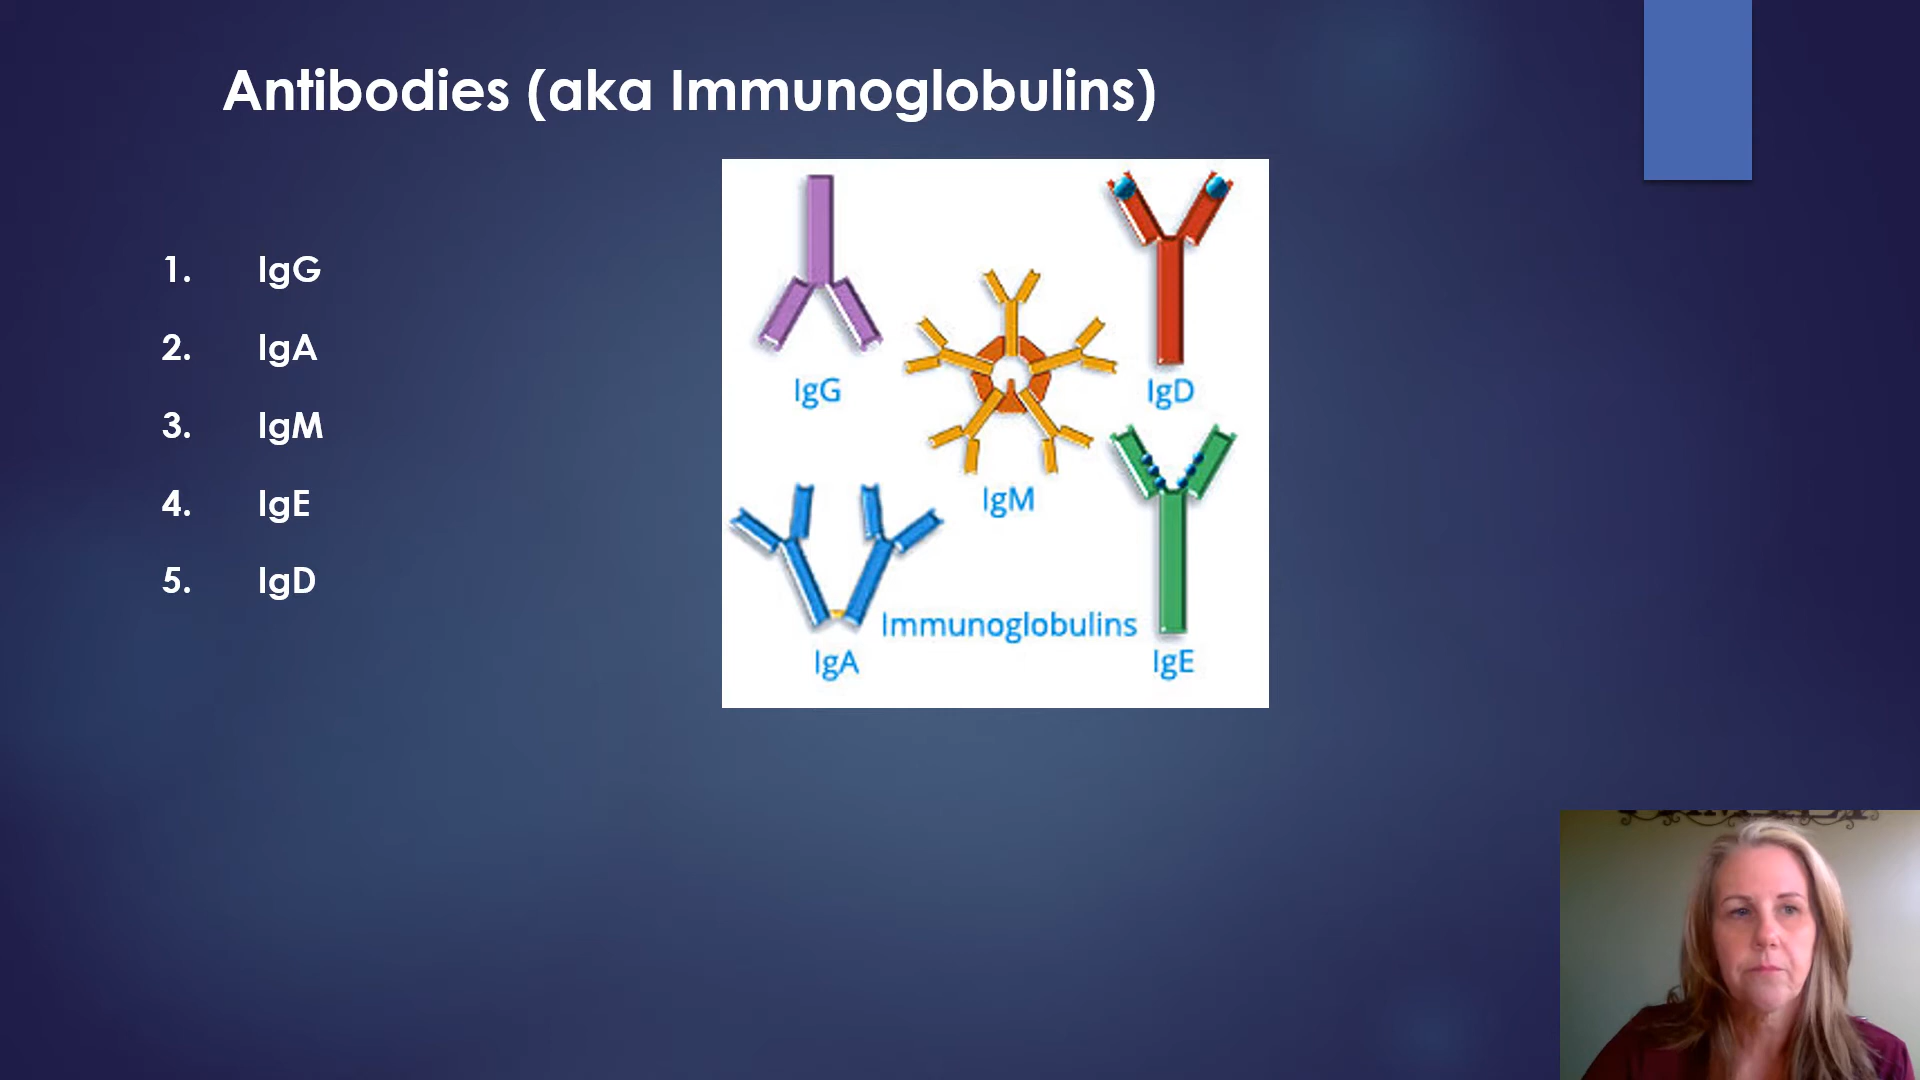 Antibodies (aka Immunoglobulins)
1. IgG
2. IgA
3. IgM
4. IgE
5. IgD
IgG
IgD
IgM
Immunoglobulins
IgA
IgE